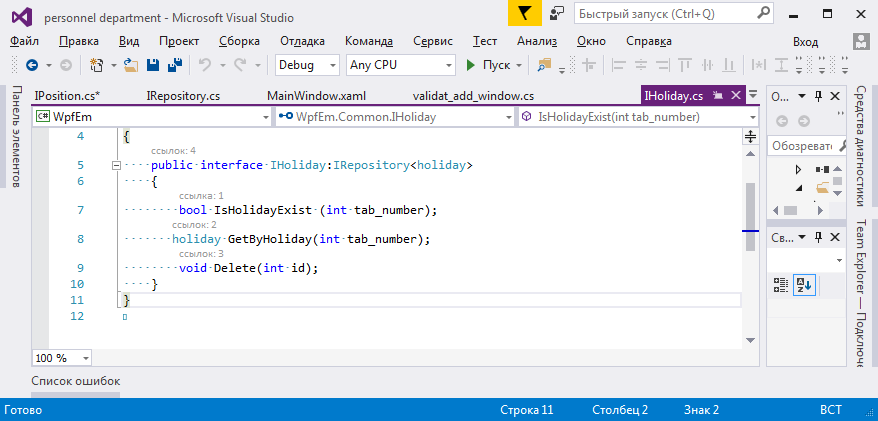 personnel department - Microsoft Visual Studio
Быстрый запуск (Ctrl+Q)
Файл Правка Вид Проект Сборка Отладка Команда Сервис Тест Анализ Окно Справка Вход
Debug Any CPU Пуск
Панель элементов
IPosition.cs* IRepository.cs MainWindow.xaml validat_add_window.cs IHoliday.cs
WpfEm WpfEm.Common.IHoliday IsHolidayExist(int tab_number)
4 {
ссылок: 4
5 public interface IHoliday:IRepository<holiday>
6 {
ссылка: 1
7 bool IsHolidayExist (int tab_number);
ссылок: 2
8 holiday GetByHoliday(int tab_number);
ссылок: 3
9 void Delete(int id);
10 }
11 }
12
100 %
О...
Обозревате
Св...
Средства диагностики
Team Explorer — Подключе
Список ошибок
Готово Строка 11 Столбец 2 Знак 2 ВСТ